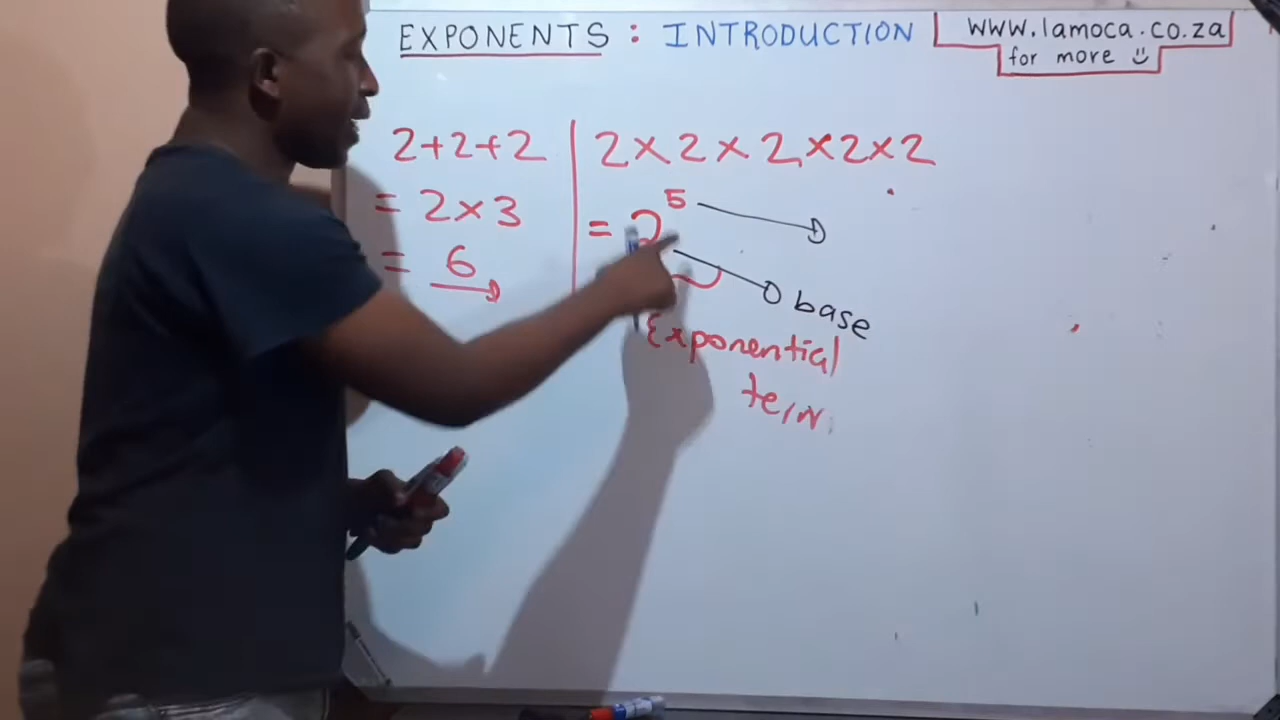 EXPONENTS : INTRODUCTION
www.lamoca.co.za
for more
2+2+2
= 2×3
= 6
2×2×2×2×2
= 2⁵
base
Exponential
term